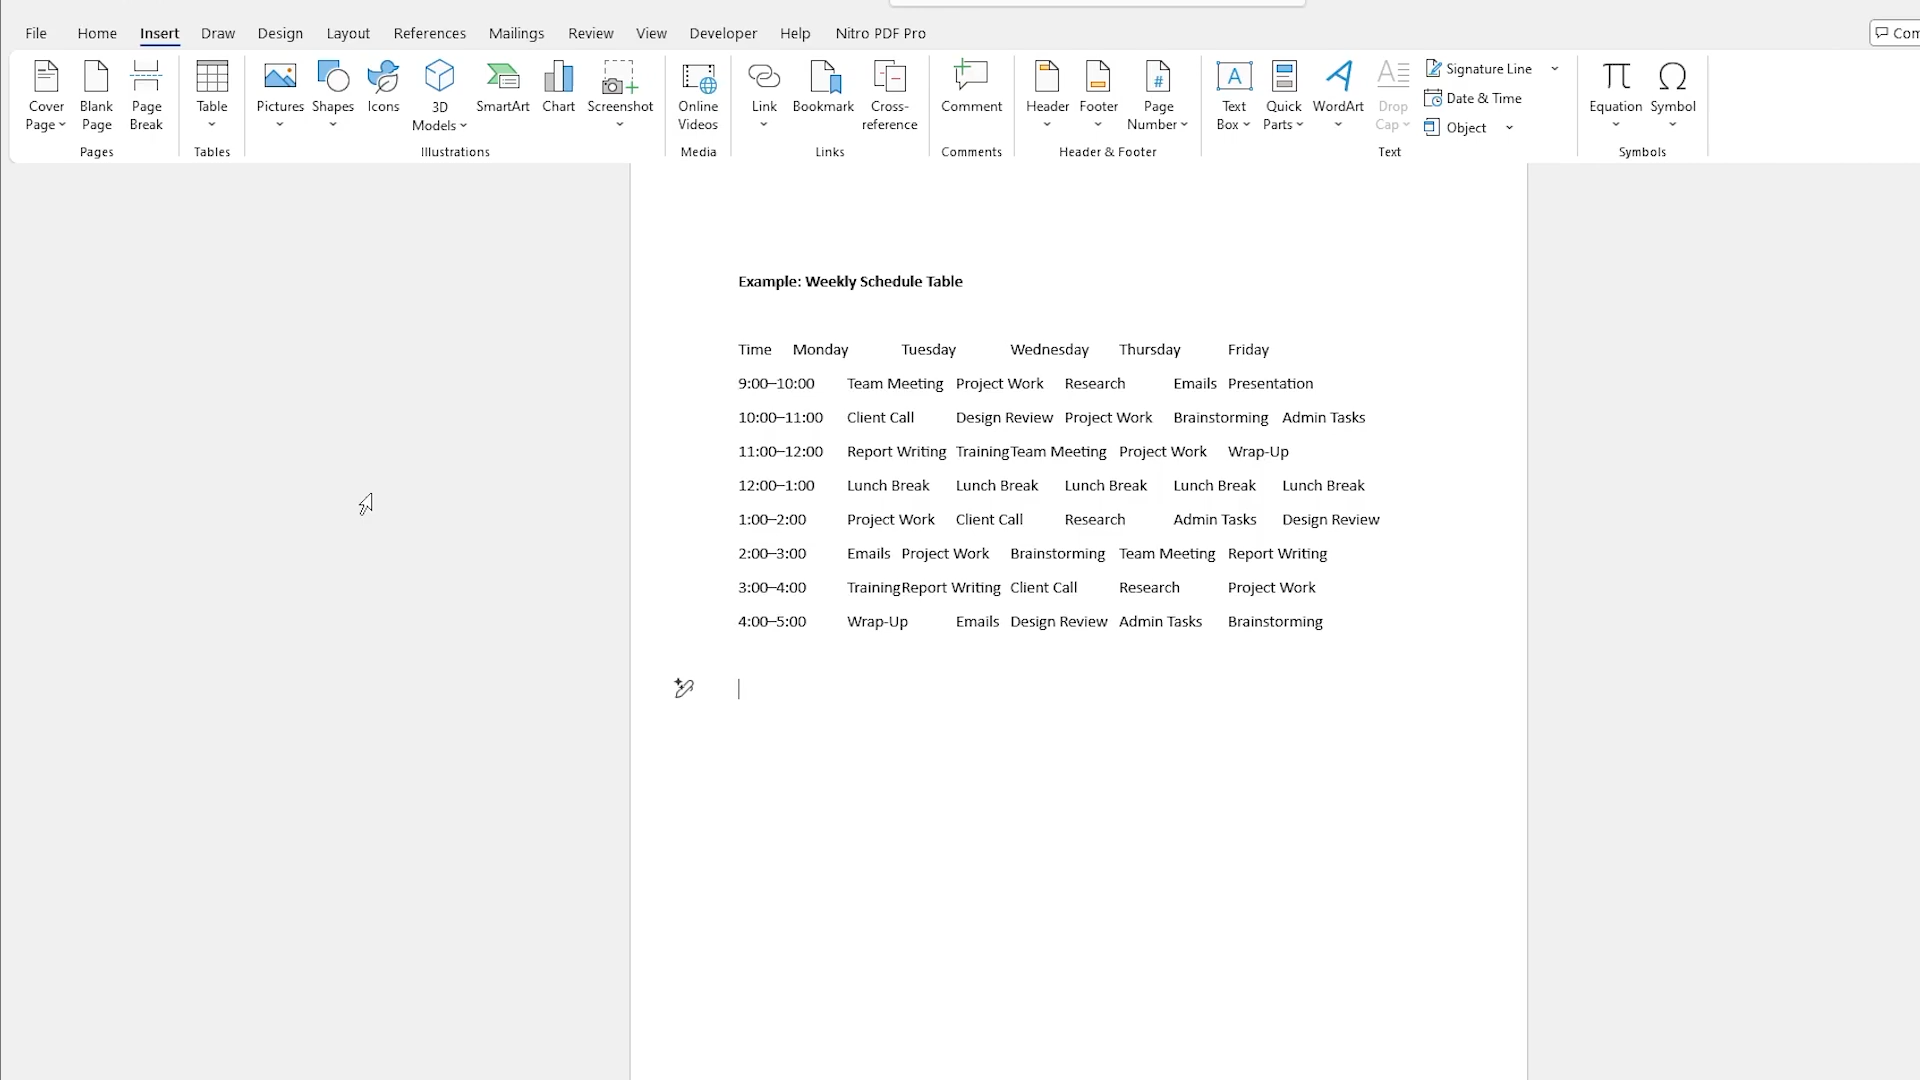 File Home Insert Draw Design Layout References Mailings Review View Developer Help Nitro PDF Pro
Cover Page
Blank Page
Page Break
Pages
Table
Tables
Pictures
Shapes
Icons
3D Models
SmartArt
Chart
Screenshot
Illustrations
Online Videos
Media
Link
Bookmark
Cross-reference
Links
Comment
Comments
Header
Footer
Page Number
Header & Footer
Text Box
Quick Parts
WordArt
Drop Cap
Signature Line
Date & Time
Object
Text
Equation
Symbol
Symbols
Example: Weekly Schedule Table
Time Monday Tuesday Wednesday Thursday Friday
9:00–10:00 Team Meeting Project Work Research Emails Presentation
10:00–11:00 Client Call Design Review Project Work Brainstorming Admin Tasks
11:00–12:00 Report Writing Training Team Meeting Project Work Wrap-Up
12:00–1:00 Lunch Break Lunch Break Lunch Break Lunch Break Lunch Break
1:00–2:00 Project Work Client Call Research Admin Tasks Design Review
2:00–3:00 Emails Project Work Brainstorming Team Meeting Report Writing
3:00–4:00 Training Report Writing Client Call Research Project Work
4:00–5:00 Wrap-Up Emails Design Review Admin Tasks Brainstorming